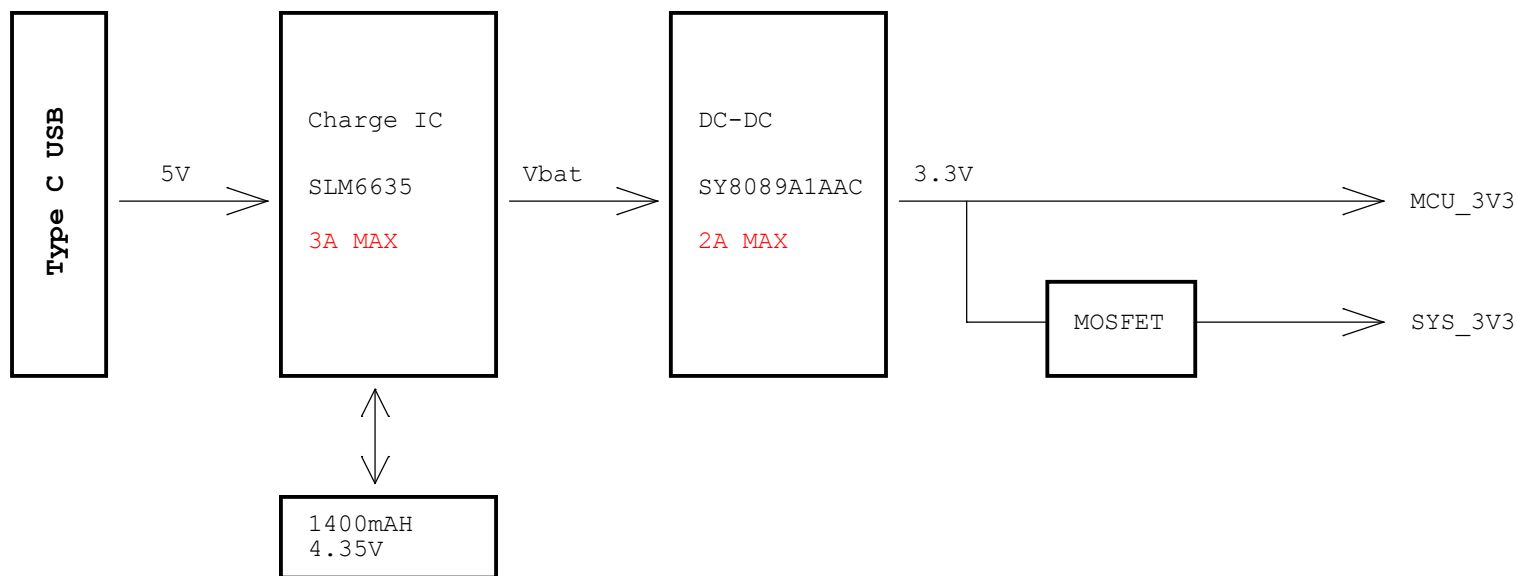 Type C USB
5V
Charge IC
SLM6635
3A MAX
Vbat
DC-DC
SY8089A1AAC
2A MAX
3.3V
MCU_3V3
MOSFET
SYS_3V3
1400mAH
4.35V